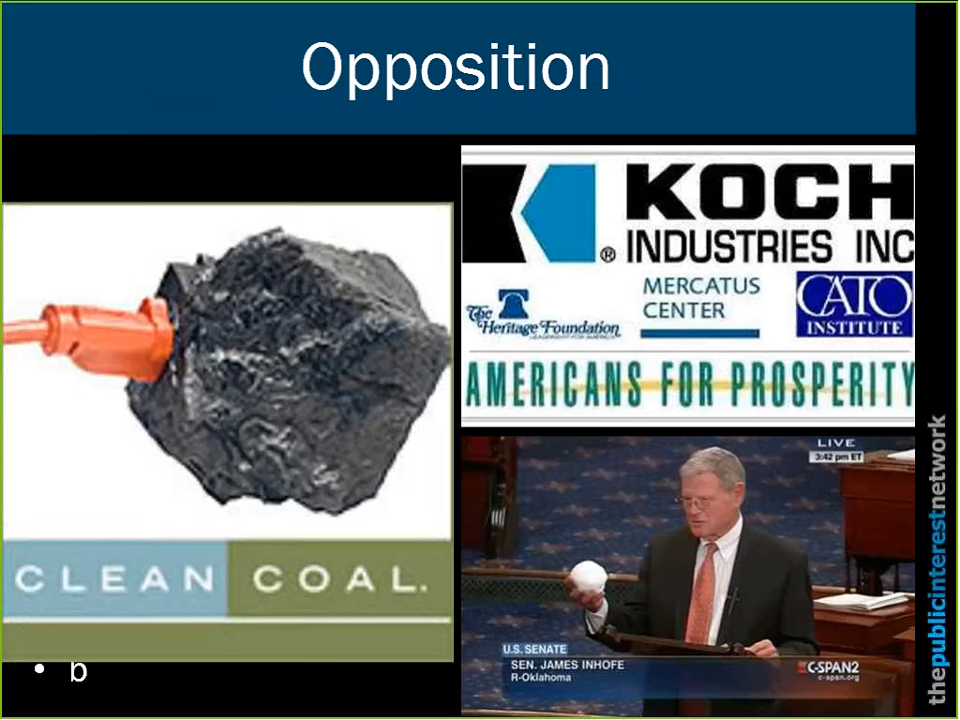 Opposition
KOCH
® INDUSTRIES INC
The
Heritage Foundation
MERCATUS
CENTER
CATO
INSTITUTE
AMERICANS FOR PROSPERITY
CLEAN COAL.
• b
LIVE
3:42 pm ET
U.S. SENATE
SEN. JAMES INHOFE
R-Oklahoma
C-SPAN2
c-span.org
thepublicinterestnetwork